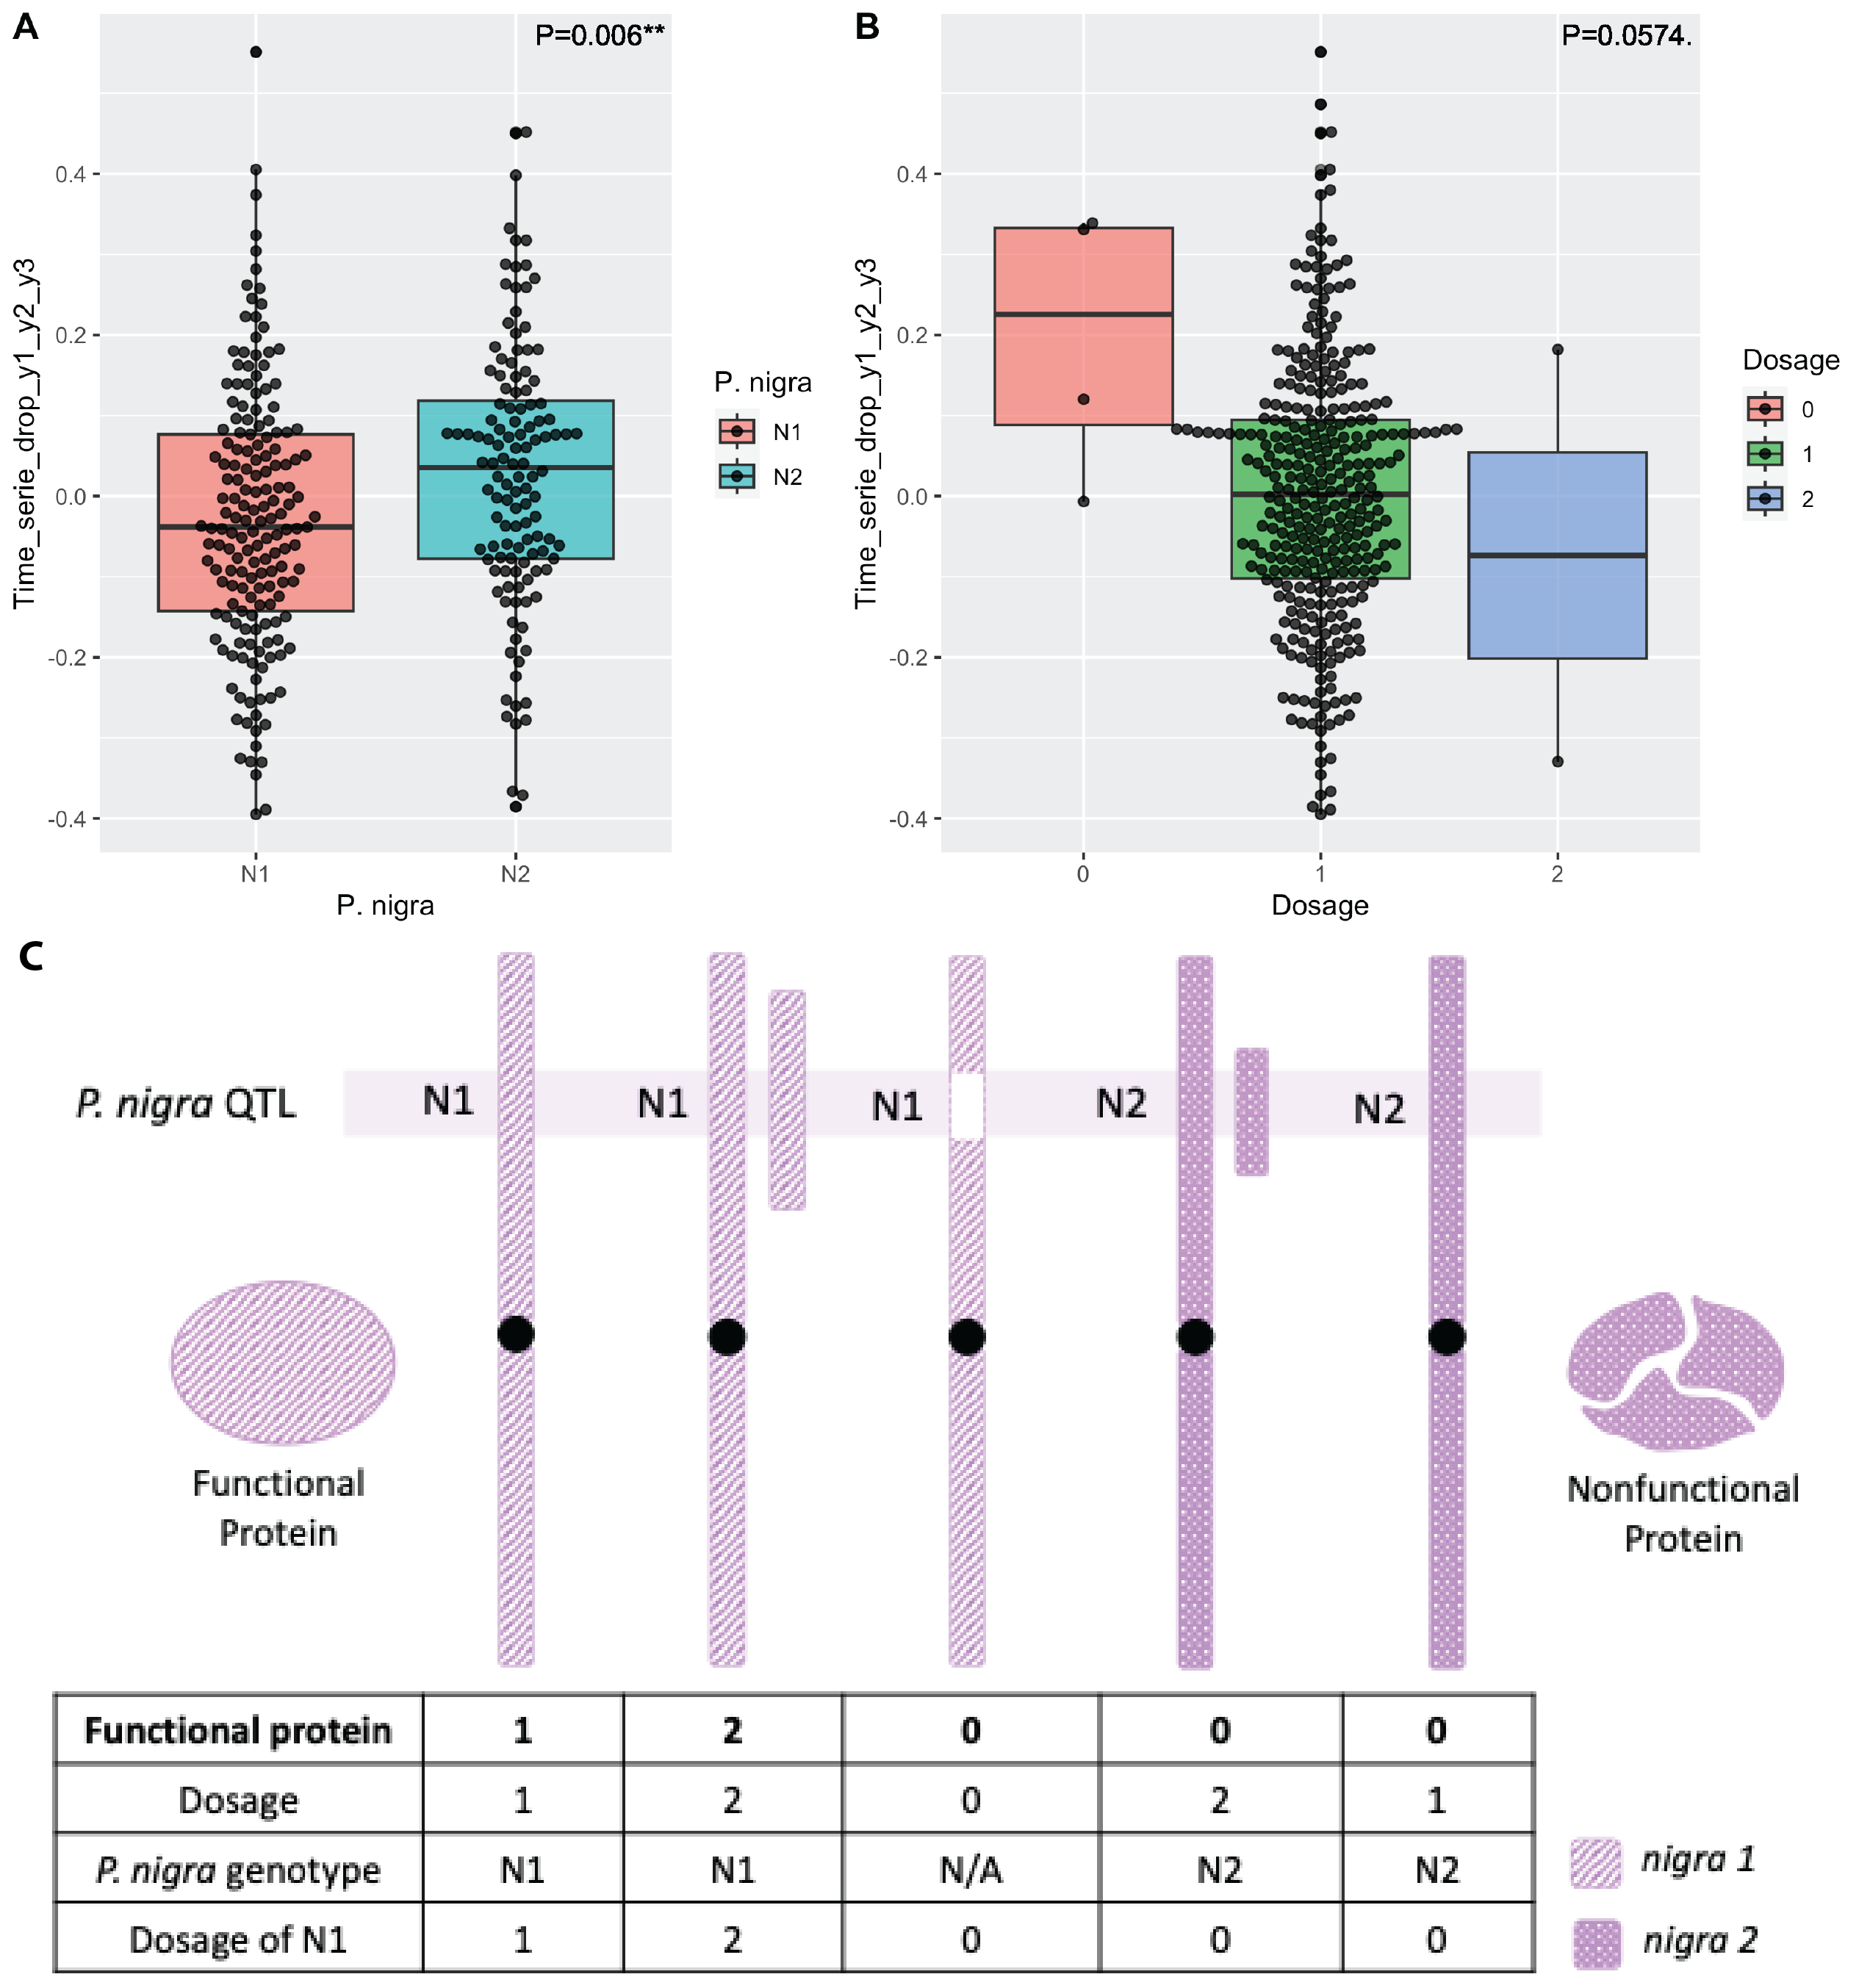 A
P=0.006**
Time_serie_drop_y1_y2_y3
0.4
0.2
0.0
-0.2
-0.4
N1 N2
P. nigra
P. nigra
N1
N2
B
P=0.0574.
Time_serie_drop_y1_y2_y3
0.4
0.2
0.0
-0.2
-0.4
0 1 2
Dosage
Dosage
0
1
2
C
P. nigra QTL N1 N1 N1 N2 N2
Functional
Protein
Nonfunctional
Protein
Functional protein 1 2 0 0 0
Dosage 1 2 0 2 1
P. nigra genotype N1 N1 N/A N2 N2
Dosage of N1 1 2 0 0 0
nigra 1
nigra 2